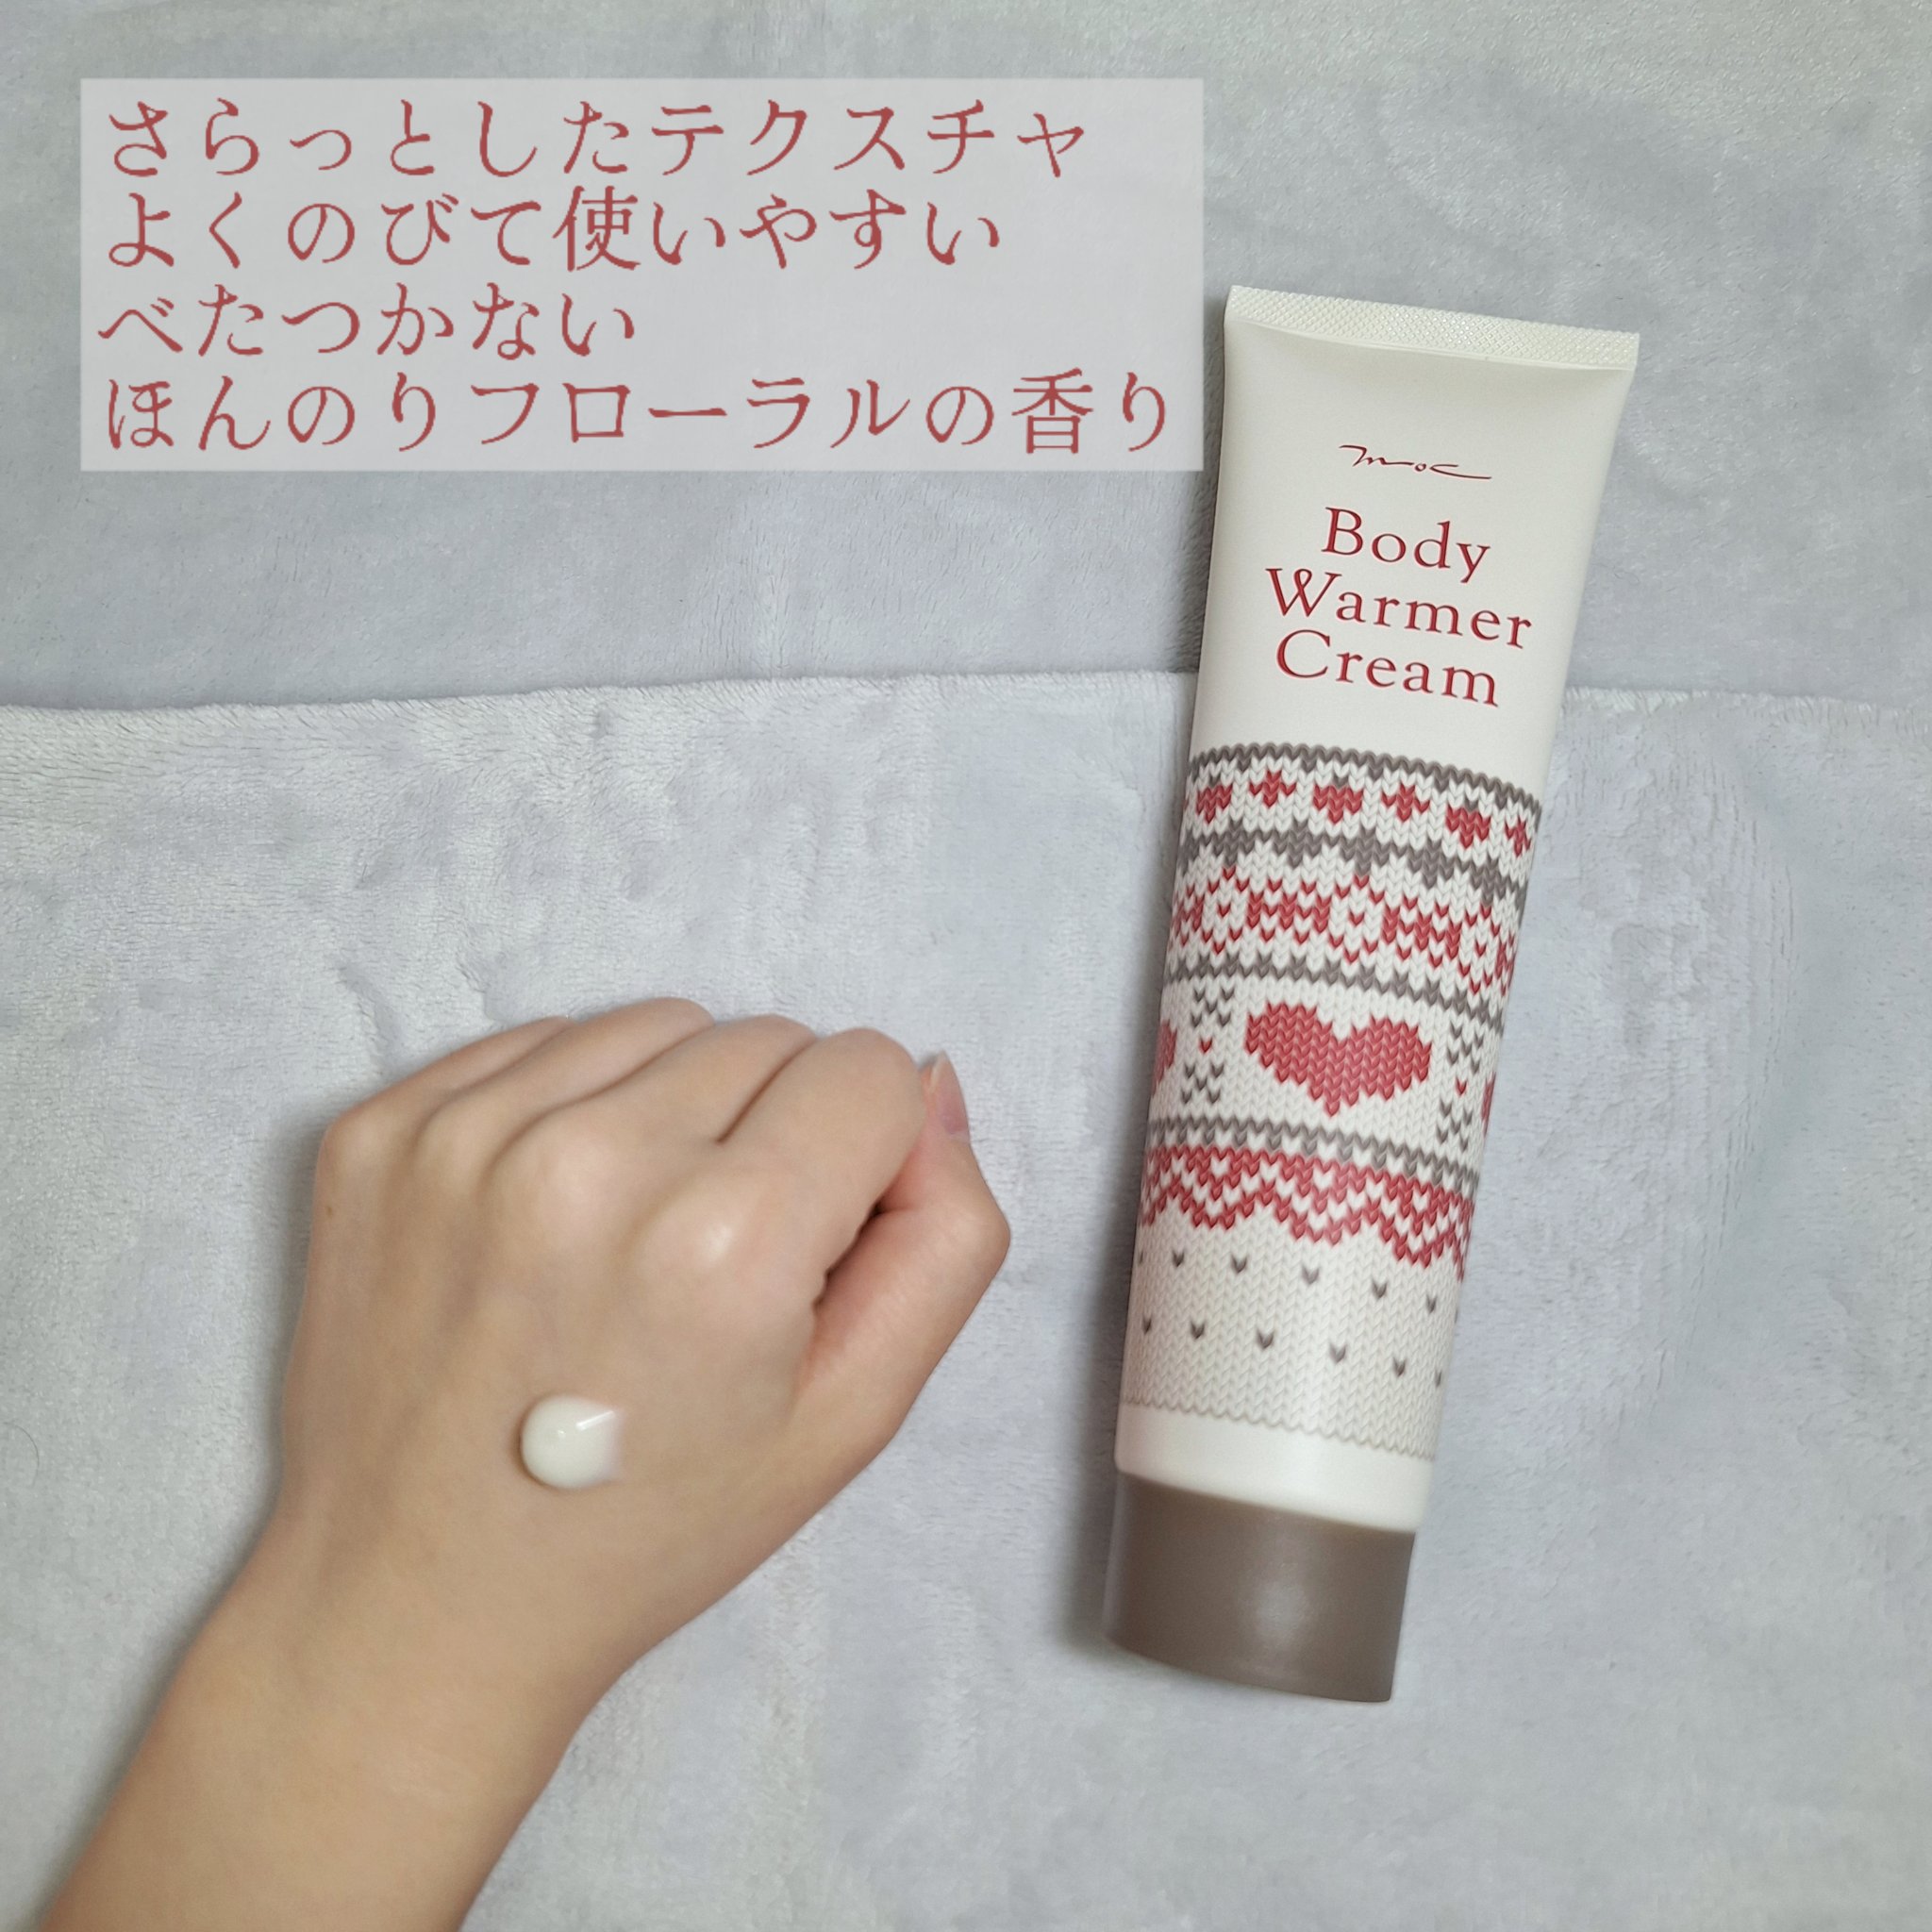 さらっとしたテクスチャ
よくのびて使いやすい
べたつかない
ほんのりフローラルの香り
moc
Body
Warmer
Cream